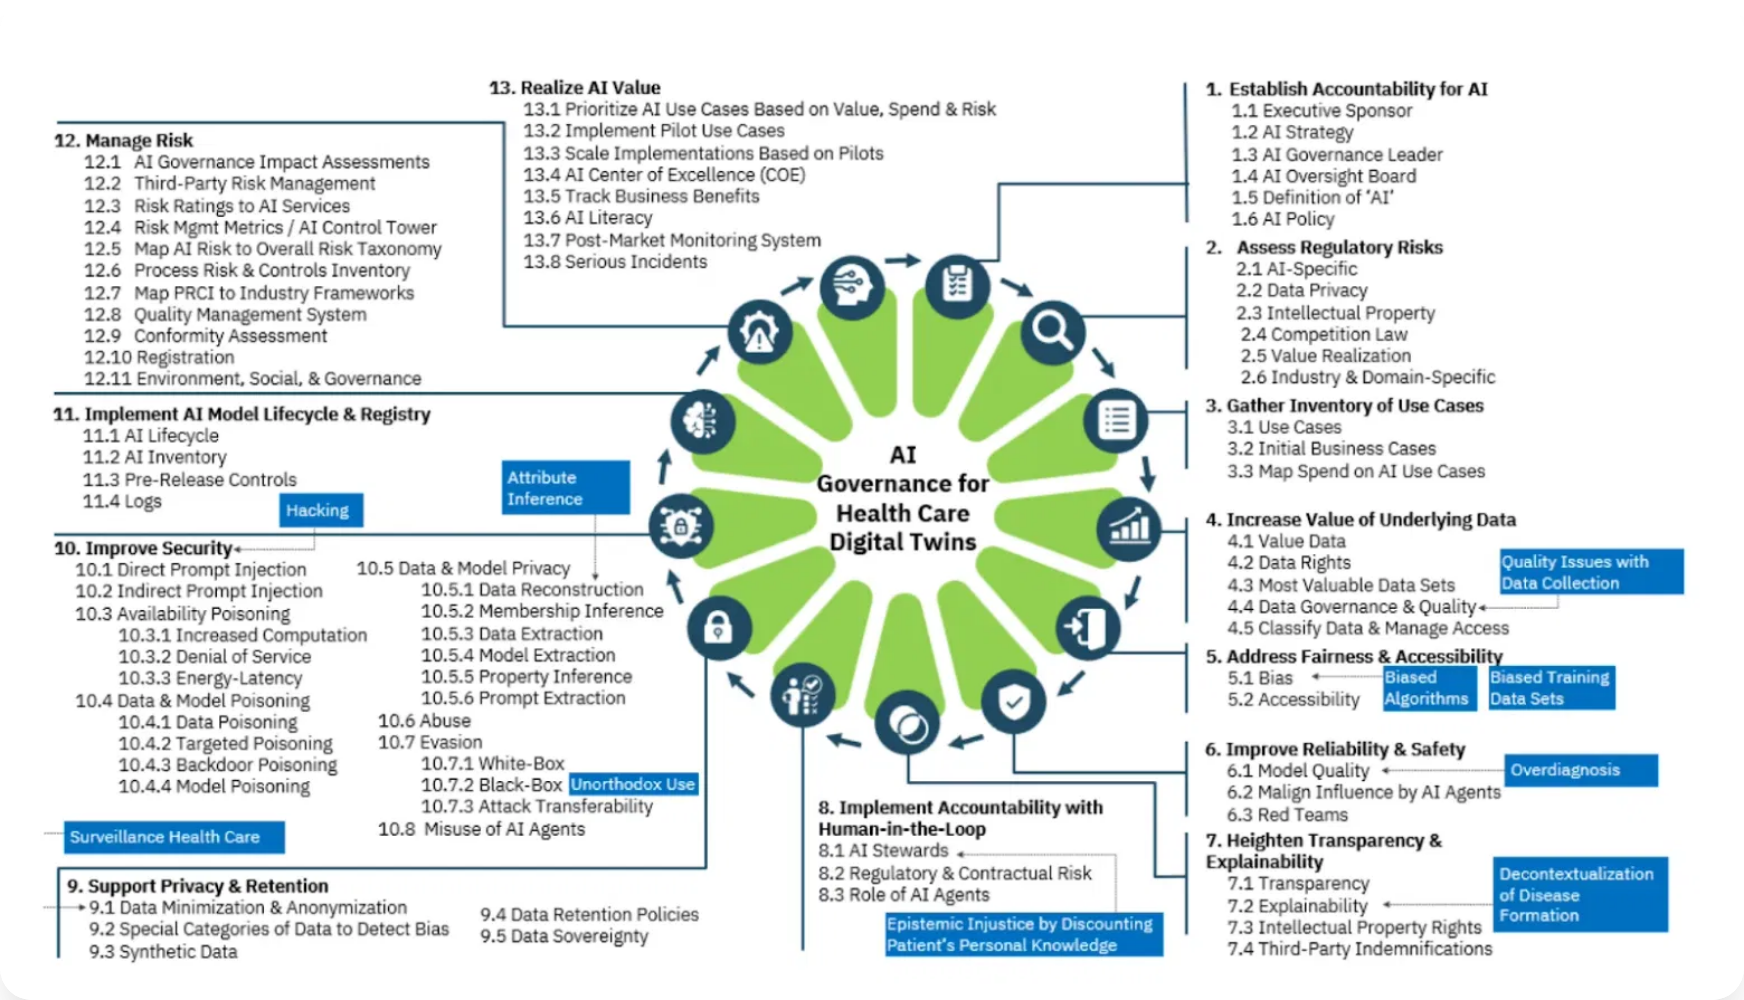 13. Realize AI Value
13.1 Prioritize AI Use Cases Based on Value, Spend & Risk
13.2 Implement Pilot Use Cases
13.3 Scale Implementations Based on Pilots
13.4 AI Center of Excellence (COE)
13.5 Track Business Benefits
13.6 AI Literacy
13.7 Post-Market Monitoring System
13.8 Serious Incidents
1. Establish Accountability for AI
1.1 Executive Sponsor
1.2 AI Strategy
1.3 AI Governance Leader
1.4 AI Oversight Board
1.5 Definition of ‘AI’
1.6 AI Policy
2. Assess Regulatory Risks
2.1 AI-Specific
2.2 Data Privacy
2.3 Intellectual Property
2.4 Competition Law
2.5 Value Realization
2.6 Industry & Domain-Specific
3. Gather Inventory of Use Cases
3.1 Use Cases
3.2 Initial Business Cases
3.3 Map Spend on AI Use Cases
4. Increase Value of Underlying Data
4.1 Value Data
4.2 Data Rights
4.3 Most Valuable Data Sets
4.4 Data Governance & Quality
4.5 Classify Data & Manage Access
Quality Issues with
Data Collection
5. Address Fairness & Accessibility
5.1 Bias
5.2 Accessibility
Biased
Algorithms
Biased Training
Data Sets
6. Improve Reliability & Safety
6.1 Model Quality
6.2 Malign Influence by AI Agents
6.3 Red Teams
Overdiagnosis
7. Heighten Transparency &
Explainability
7.1 Transparency
7.2 Explainability
7.3 Intellectual Property Rights
7.4 Third-Party Indemnifications
Decontextualization
of Disease
Formation
8. Implement Accountability with
Human-in-the-Loop
8.1 AI Stewards
8.2 Regulatory & Contractual Risk
8.3 Role of AI Agents
Epistemic Injustice by Discounting
Patient's Personal Knowledge
AI
Governance for
Health Care
Digital Twins
12. Manage Risk
12.1 AI Governance Impact Assessments
12.2 Third-Party Risk Management
12.3 Risk Ratings to AI Services
12.4 Risk Mgmt Metrics / AI Control Tower
12.5 Map AI Risk to Overall Risk Taxonomy
12.6 Process Risk & Controls Inventory
12.7 Map PRCI to Industry Frameworks
12.8 Quality Management System
12.9 Conformity Assessment
12.10 Registration
12.11 Environment, Social, & Governance
11. Implement AI Model Lifecycle & Registry
11.1 AI Lifecycle
11.2 AI Inventory
11.3 Pre-Release Controls
11.4 Logs
Hacking
Attribute
Inference
10. Improve Security
10.1 Direct Prompt Injection
10.2 Indirect Prompt Injection
10.3 Availability Poisoning
10.3.1 Increased Computation
10.3.2 Denial of Service
10.3.3 Energy-Latency
10.4 Data & Model Poisoning
10.4.1 Data Poisoning
10.4.2 Targeted Poisoning
10.4.3 Backdoor Poisoning
10.4.4 Model Poisoning
10.5 Data & Model Privacy
10.5.1 Data Reconstruction
10.5.2 Membership Inference
10.5.3 Data Extraction
10.5.4 Model Extraction
10.5.5 Property Inference
10.5.6 Prompt Extraction
10.6 Abuse
10.7 Evasion
10.7.1 White-Box
10.7.2 Black-Box
Unorthodox Use
10.7.3 Attack Transferability
10.8 Misuse of AI Agents
Surveillance Health Care
9. Support Privacy & Retention
9.1 Data Minimization & Anonymization
9.2 Special Categories of Data to Detect Bias
9.3 Synthetic Data
9.4 Data Retention Policies
9.5 Data Sovereignty